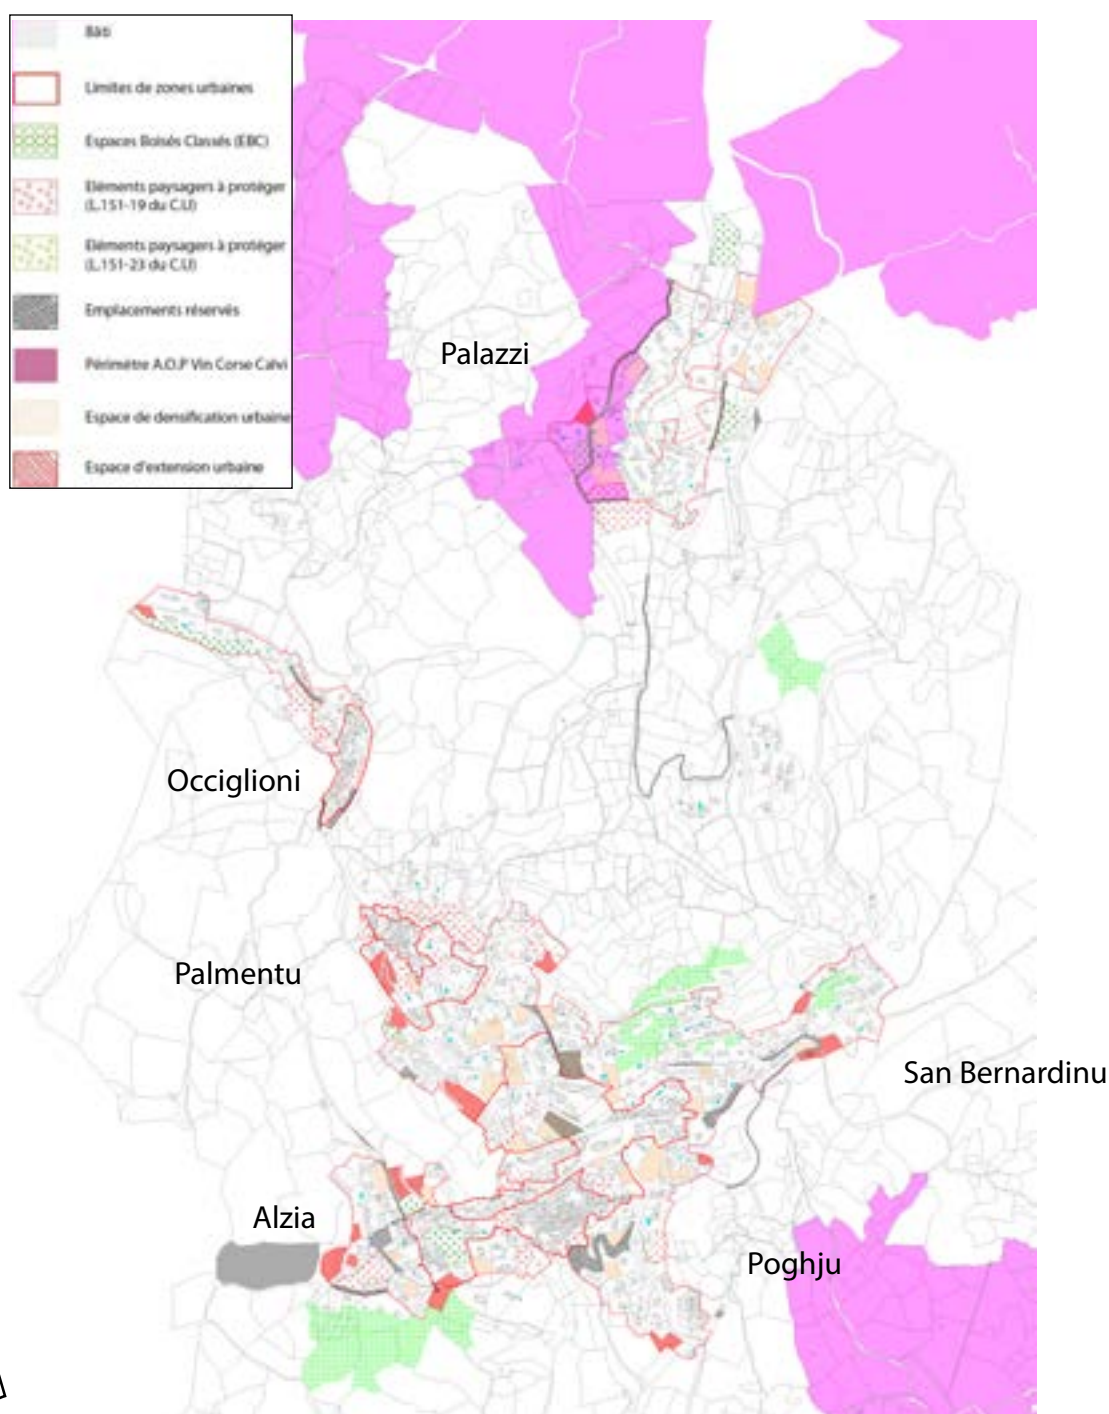 Bâti
Limites de zones urbaines
Espaces Boisés Classés (EBC)
Eléments paysagers à protéger
(L.151-19 du C.U)
Eléments paysagers à protéger
(L.151-23 du C.U)
Emplacements réservés
Périmètre A.O.P Vin Corse Calvi
Espace de densification urbaine
Espace d'extension urbaine
Palazzi
Occiglioni
Palmentu
San Bernardinu
Alzia
Poghju